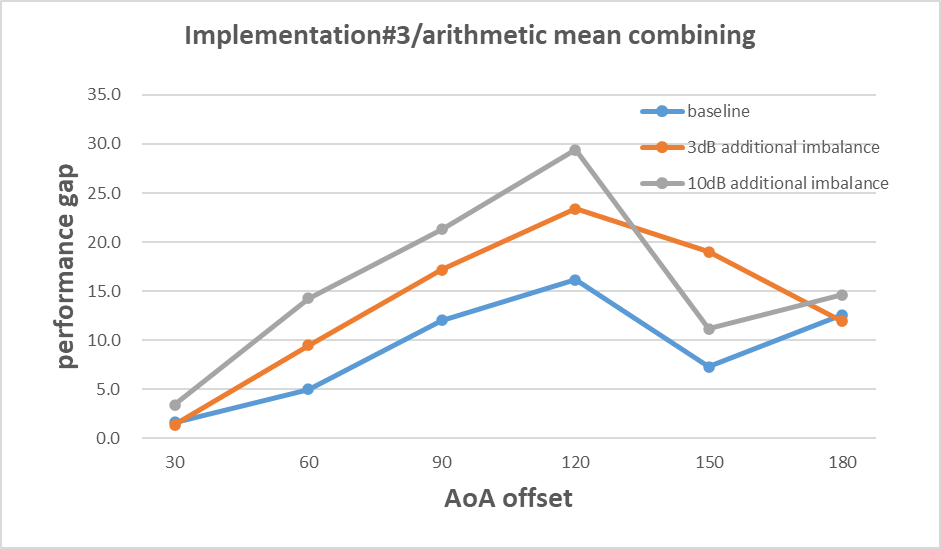 Implementation#3/arithmetic mean combining
35.0
30.0
25.0
20.0
15.0
10.0
5.0
0.0
performance gap
baseline
3dB additional imbalance
10dB additional imbalance
30 60 90 120 150 180
AoA offset